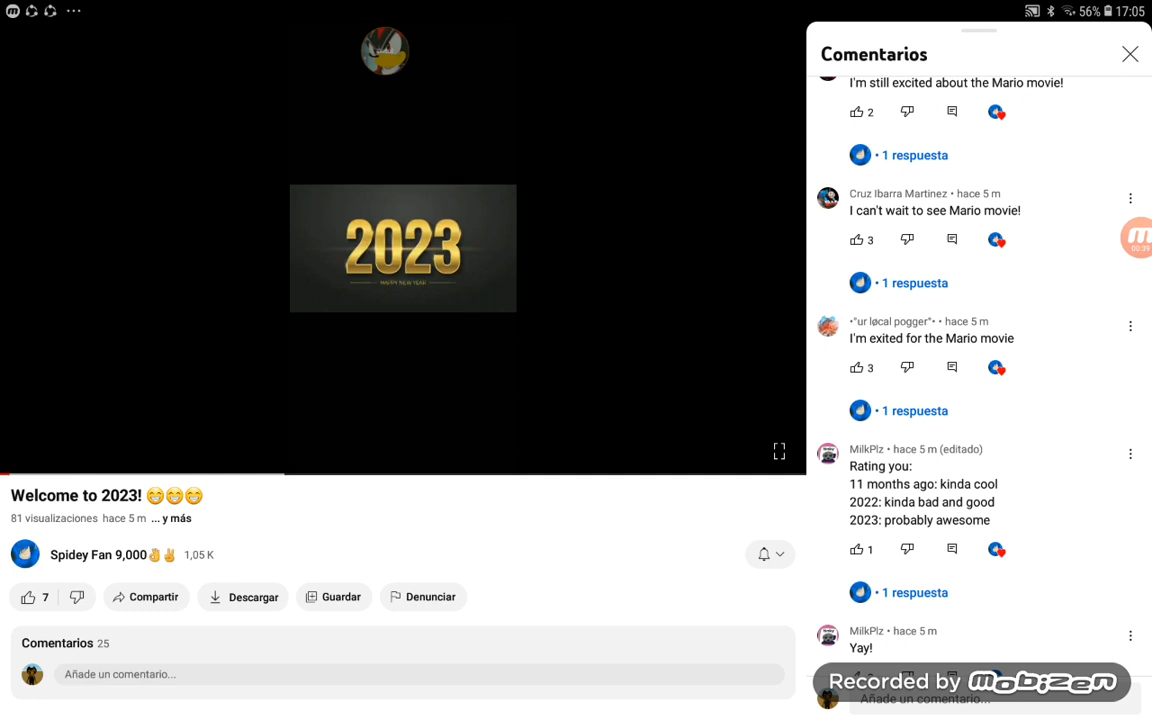 56% 17:05
2023
HAPPY NEW YEAR
Welcome to 2023! 😁😁😁
81 visualizaciones hace 5 m ... y más
Spidey Fan 9,000👌✌ 1,05 K
7
Compartir
Descargar
Guardar
Denunciar
Comentarios 25
Añade un comentario...
Comentarios
I'm still excited about the Mario movie!
2
• 1 respuesta
Cruz Ibarra Martinez • hace 5 m
I can't wait to see Mario movie!
3
• 1 respuesta
•°ur løcal pogger°• • hace 5 m
I'm exited for the Mario movie
3
• 1 respuesta
MilkPlz • hace 5 m (editado)
Rating you:
11 months ago: kinda cool
2022: kinda bad and good
2023: probably awesome
1
• 1 respuesta
MilkPlz • hace 5 m
Yay!
Recorded by mobizen
Añade un comentario...
00:39